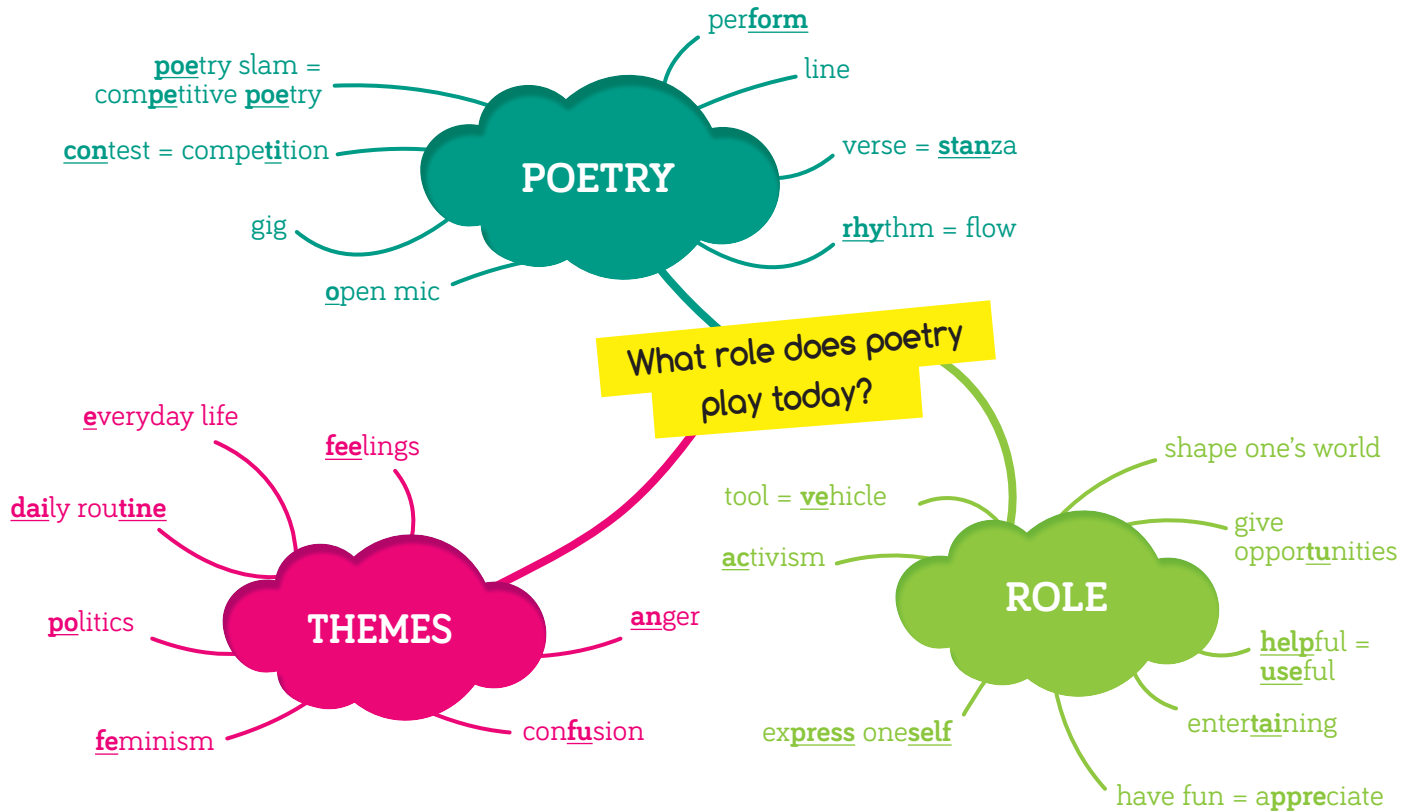 perform
poetry slam =
competitive poetry
line
contest = competition
verse = stanza
POETRY
gig
rhythm = flow
open mic
What role does poetry
play today?
everyday life
feelings
daily routine
politics
THEMES
anger
feminism
confusion
shape one's world
tool = vehicle
give
opportunities
activism
ROLE
helpful =
useful
entertaining
express oneself
have fun = appreciate